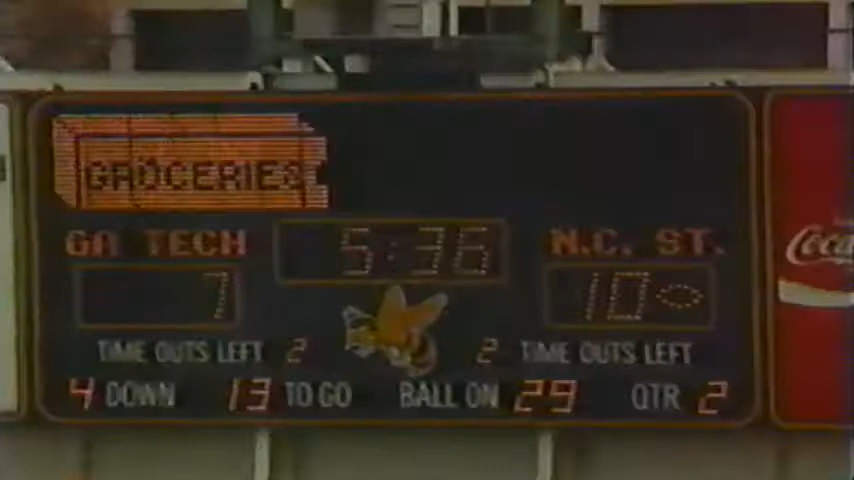 GROCERIES
GA TECH 5:36 N.C. ST.
7 10
TIME OUTS LEFT 2 2 TIME OUTS LEFT
4 DOWN 13 TO GO BALL ON 29 QTR 2
Coca